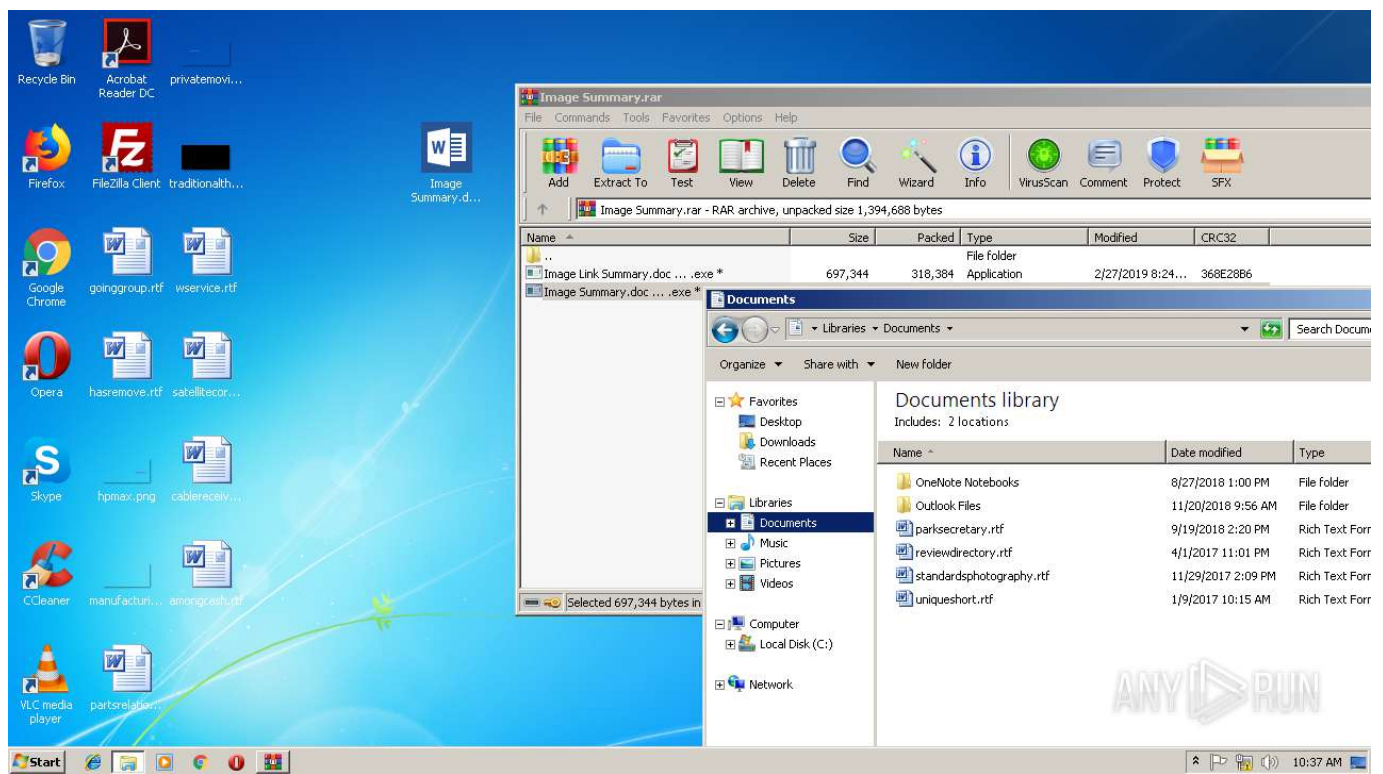 Recycle Bin
Acrobat
Reader DC
privatemovi...
Firefox
FileZilla Client
traditionalth...
Google
Chrome
goinggroup.rtf
wservice.rtf
Opera
hasremove.rtf
satellitecor...
Skype
hpmax.png
cablereceiv...
CCleaner
manufacturi...
amongcash.rtf
VLC media
player
partsrelatio...
Image
Summary.d...
Image Summary.rar
File Commands Tools Favorites Options Help
Add Extract To Test View Delete Find Wizard Info VirusScan Comment Protect SFX
Image Summary.rar - RAR archive, unpacked size 1,394,688 bytes
Name Size Packed Type Modified CRC32
.. File folder
Image Link Summary.doc ... .exe * 697,344 318,384 Application 2/27/2019 8:24... 368E28B6
Image Summary.doc ... .exe *
Selected 697,344 bytes in
Documents
Libraries Documents
Search Docum
Organize Share with New folder
Favorites
Desktop
Downloads
Recent Places
Libraries
Documents
Music
Pictures
Videos
Computer
Local Disk (C:)
Network
Documents library
Includes: 2 locations
Name Date modified Type
OneNote Notebooks 8/27/2018 1:00 PM File folder
Outlook Files 11/20/2018 9:56 AM File folder
parksecretary.rtf 9/19/2018 2:20 PM Rich Text Forr
reviewdirectory.rtf 4/1/2017 11:01 PM Rich Text Forr
standardsphotography.rtf 11/29/2017 2:09 PM Rich Text Forr
uniqueshort.rtf 1/9/2017 10:15 AM Rich Text Forr
ANY RUN
Start
10:37 AM